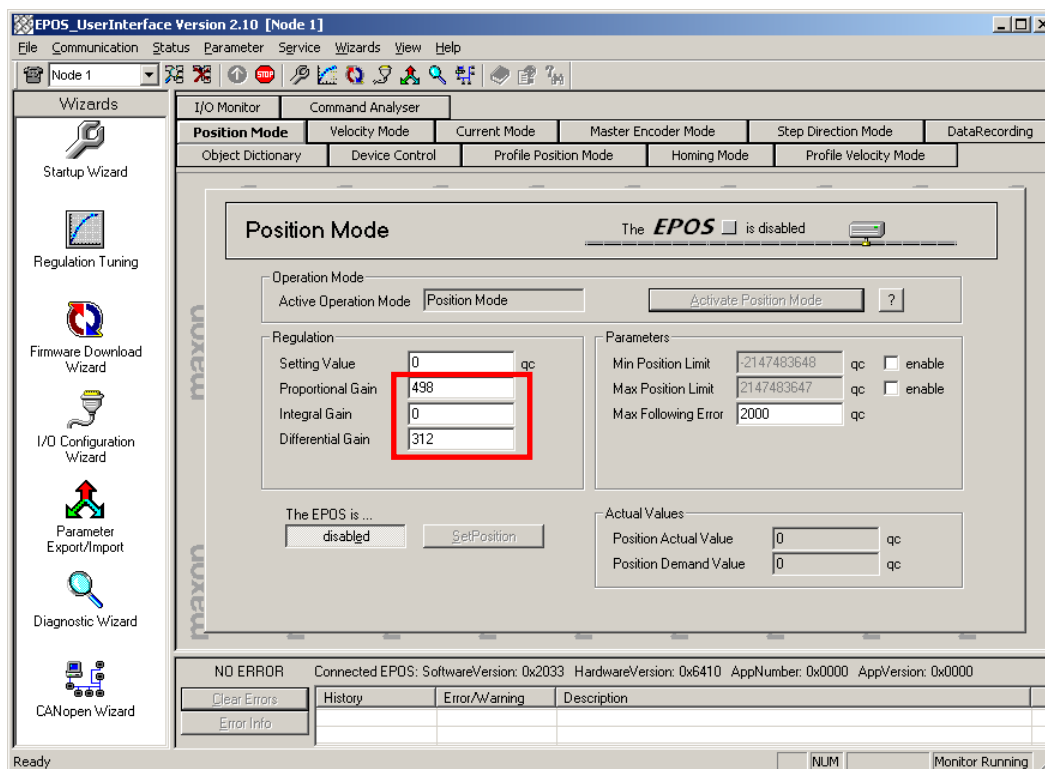 EPOS_UserInterface Version 2.10 [Node 1]
File Communication Status Parameter Service Wizards View Help
Node 1 STOP
Wizards
Startup Wizard
Regulation Tuning
Firmware Download
Wizard
I/O Configuration
Wizard
Parameter
Export/Import
Diagnostic Wizard
CANopen Wizard
I/O Monitor Command Analyser
Position Mode Velocity Mode Current Mode Master Encoder Mode Step Direction Mode DataRecording
Object Dictionary Device Control Profile Position Mode Homing Mode Profile Velocity Mode
maxon
maxon
Position Mode The EPOS is disabled
Operation Mode
Active Operation Mode Position Mode Activate Position Mode ?
Regulation
Setting Value 0 qc
Proportional Gain 498
Integral Gain 0
Differential Gain 312
Parameters
Min Position Limit -2147483648 qc enable
Max Position Limit 2147483647 qc enable
Max Following Error 2000 qc
The EPOS is ...
disabled SetPosition
Actual Values
Position Actual Value 0 qc
Position Demand Value 0 qc
NO ERROR Connected EPOS: SoftwareVersion: 0x2033 HardwareVersion: 0x6410 AppNumber: 0x0000 AppVersion: 0x0000
Clear Errors History Error/Warning Description
Error Info
Ready NUM Monitor Running